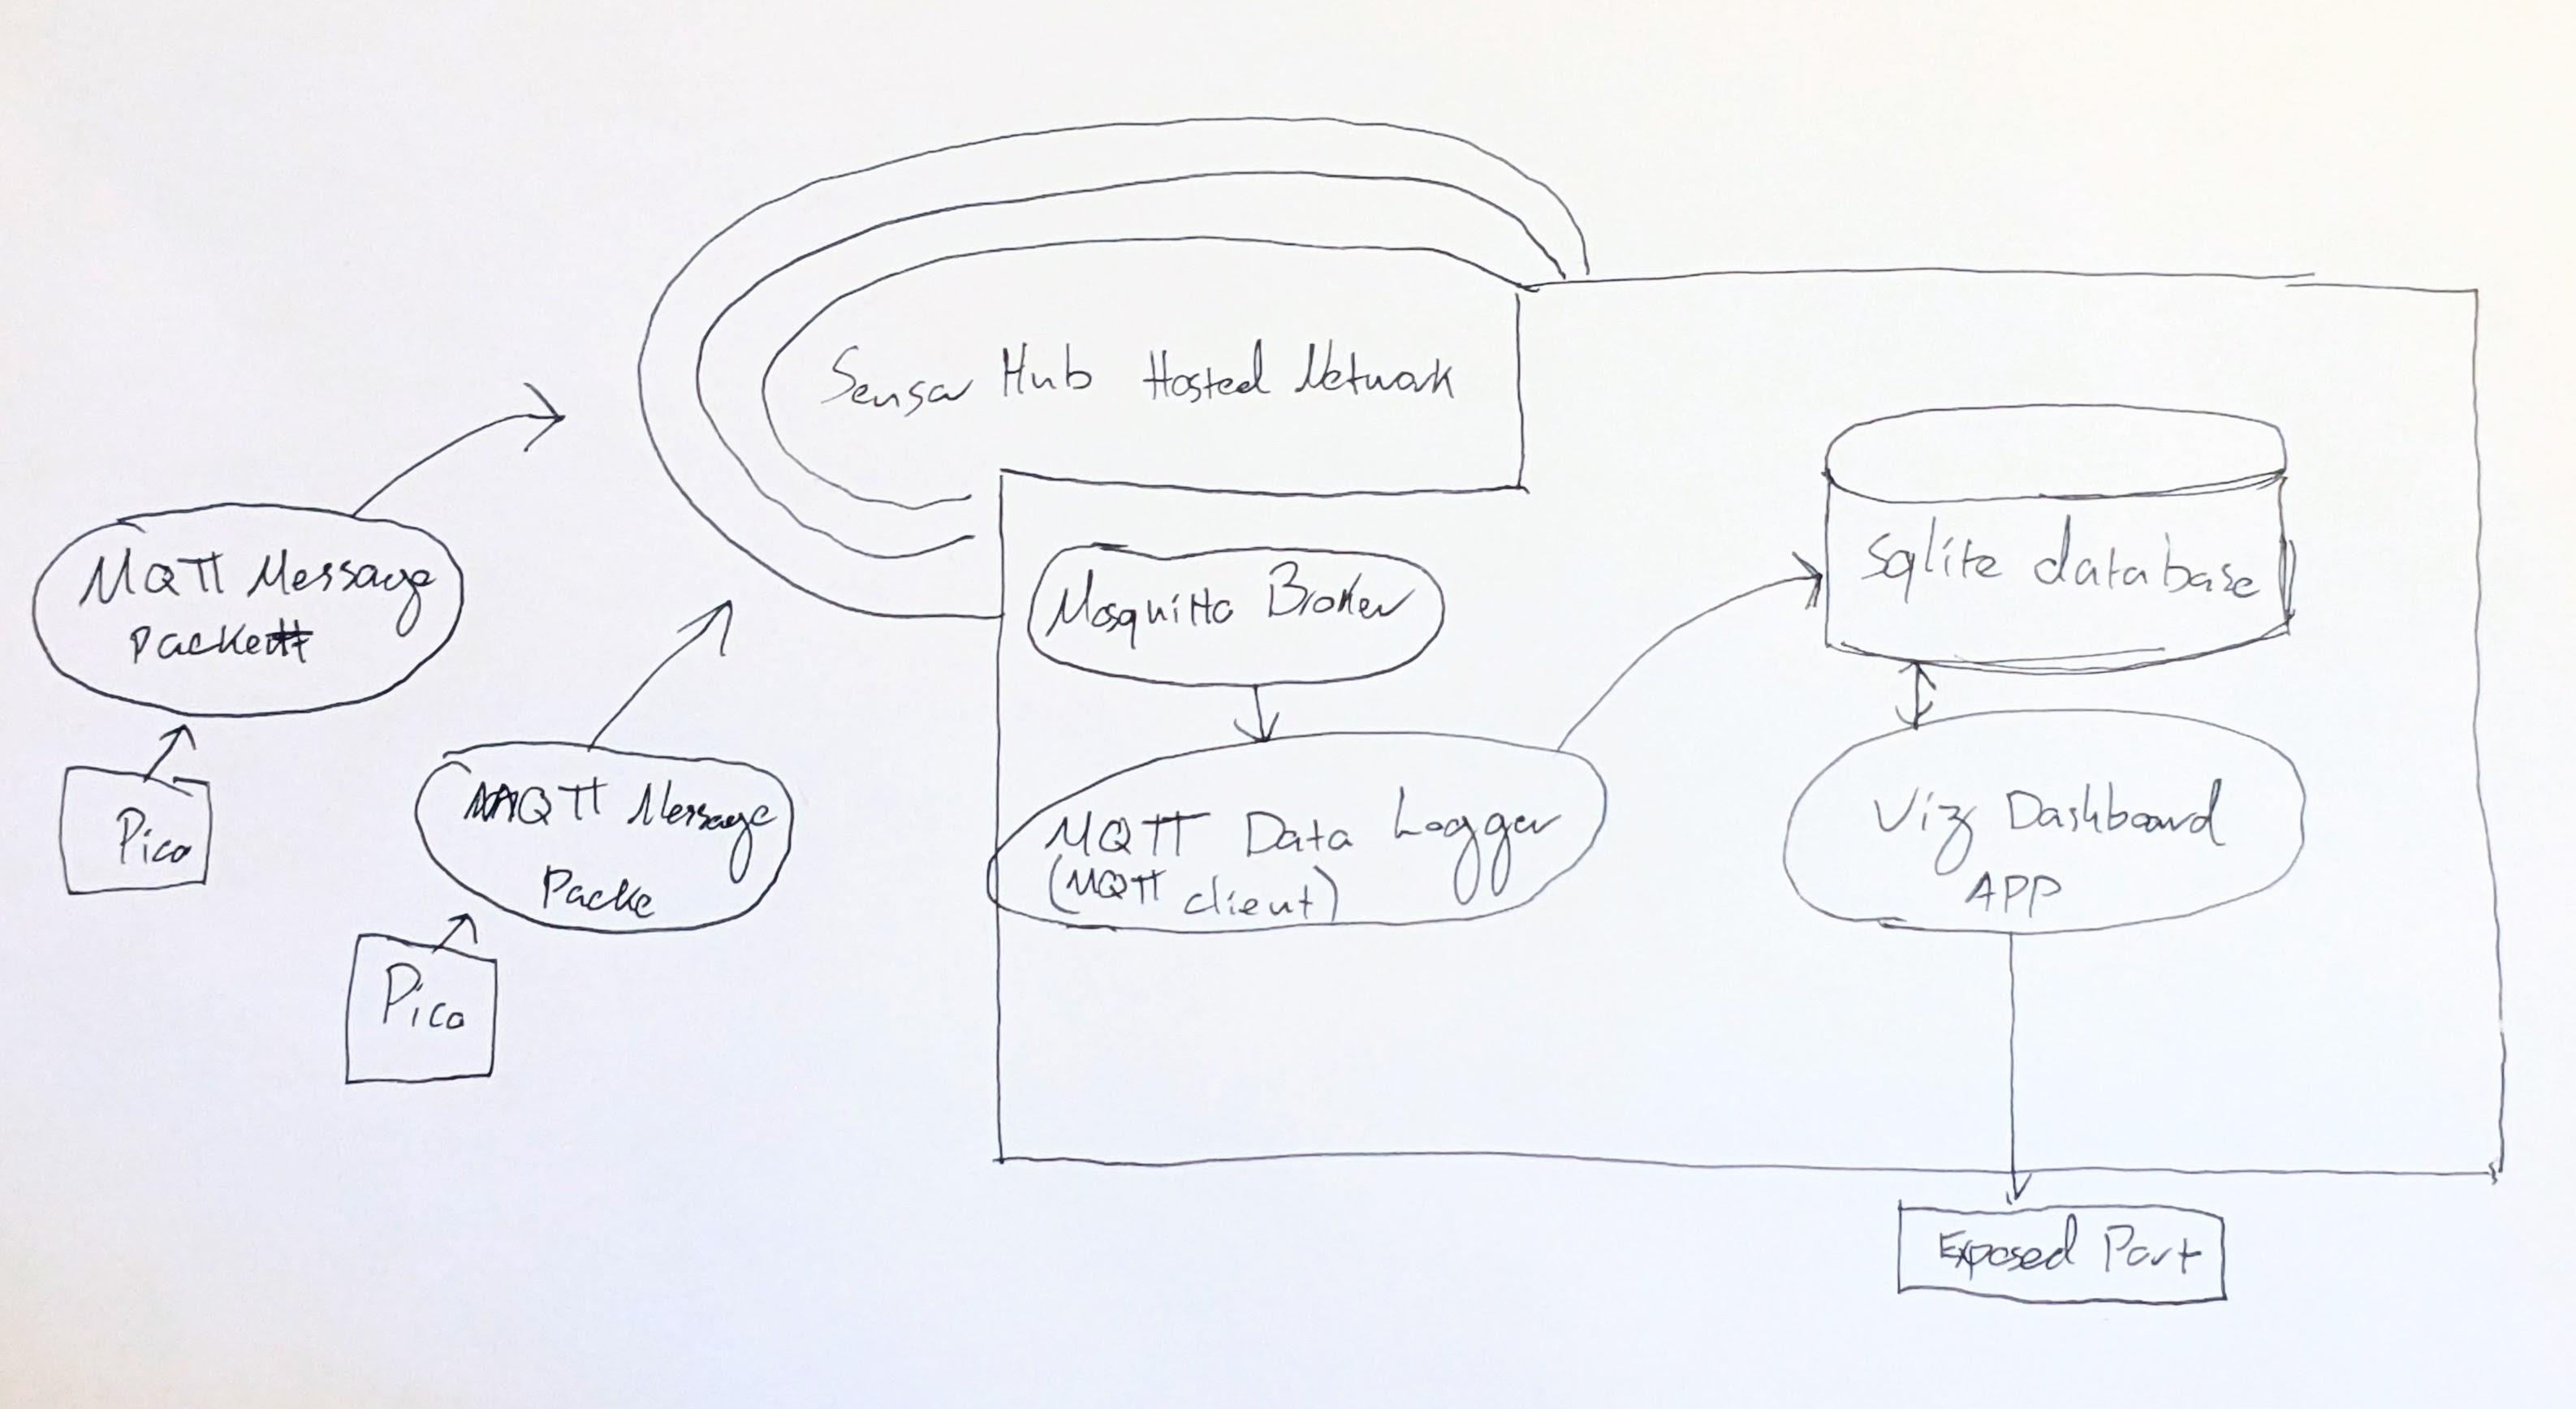 Sensor Hub Hosted Network
MQTT Message
Packet
Pico
MQTT Message
Packe
Pico
Mosquitto Broker
MQTT Data Logger
(MQTT client)
Sqlite database
Viz Dashboard
APP
Exposed Port